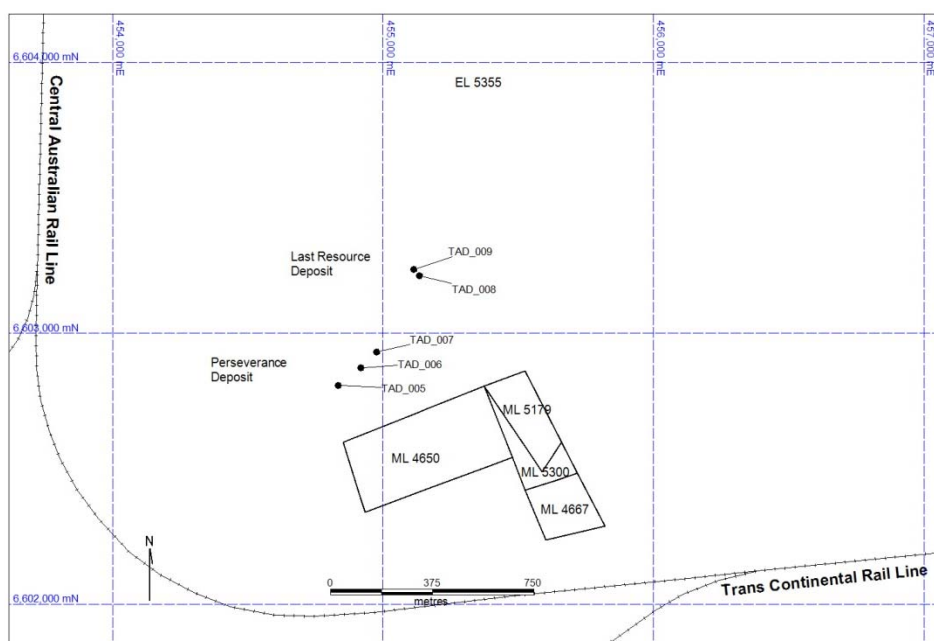 454,000 mE
455,000 mE
456,000 mE
457,000 mE
6,604,000 mN
EL 5355
Central Australian Rail Line
Last Resource
Deposit
TAD_009
TAD_008
6,603,000 mN
TAD_007
Perseverance
Deposit
TAD_006
TAD_005
ML 5179
ML 4650
ML 5300
ML 4667
N
0
375
750
metres
Trans Continental Rail Line
6,602,000 mN